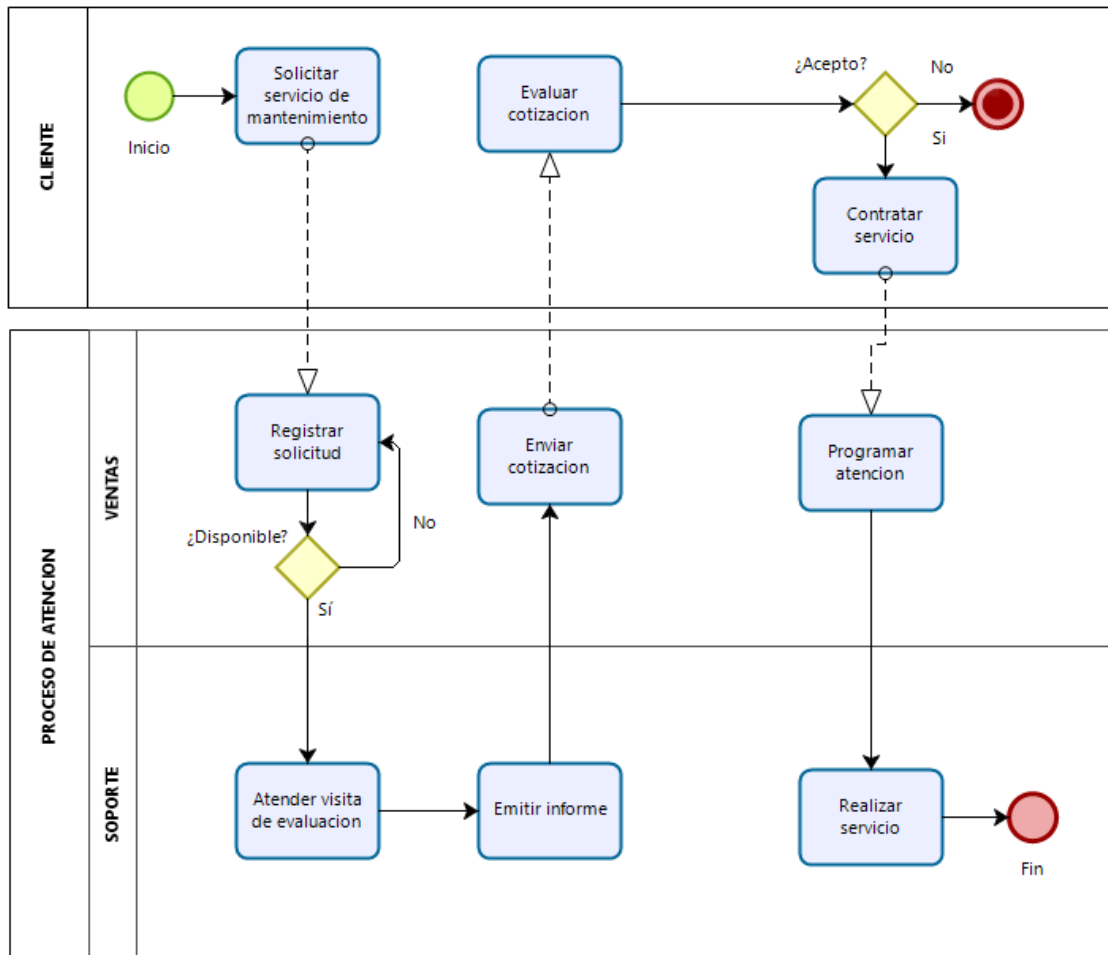 CLIENTE
Inicio
Solicitar
servicio de
mantenimiento
Evaluar
cotizacion
¿Acepto?
No
Si
Contratar
servicio
PROCESO DE ATENCION
VENTAS
Registrar
solicitud
¿Disponible?
No
Sí
Enviar
cotizacion
Programar
atencion
SOPORTE
Atender visita
de evaluacion
Emitir informe
Realizar
servicio
Fin